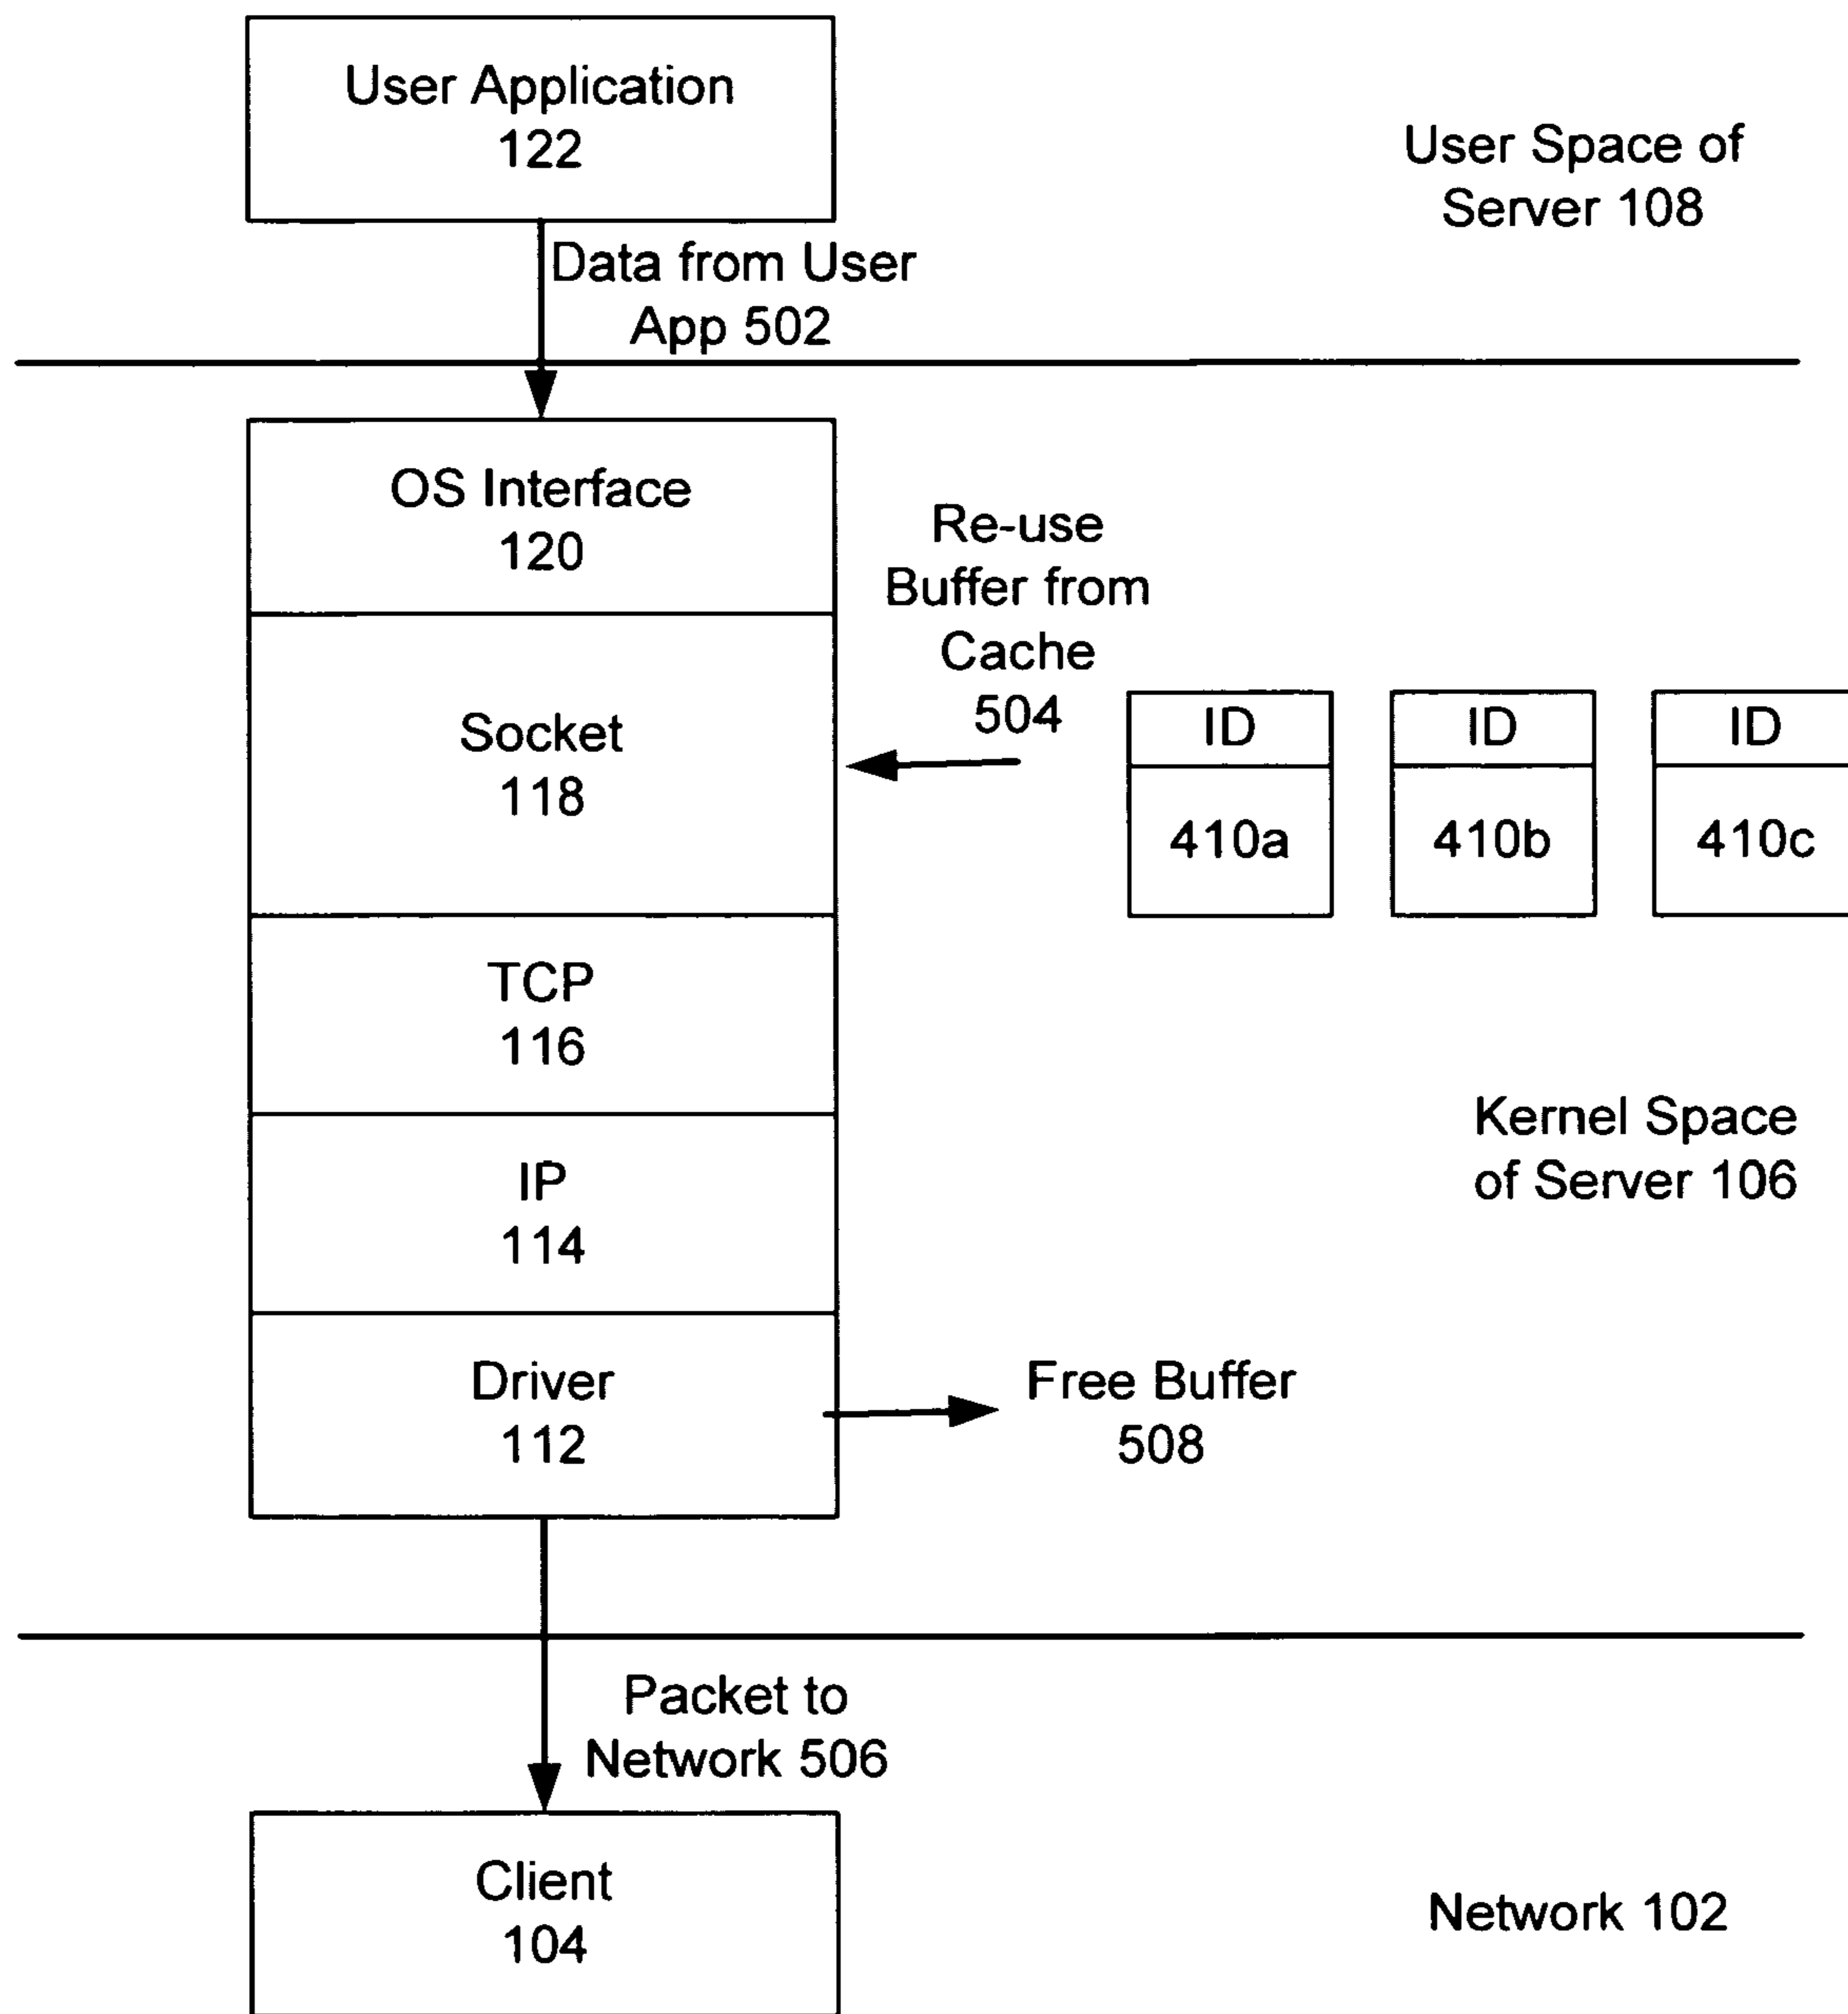 User Application
122
User Space of
Server 108
Data from User
App 502
OS Interface
120
Re-use
Buffer from
Cache
504
Socket
118
ID
410a
ID
410b
ID
410c
TCP
116
Kernel Space
of Server 106
IP
114
Driver
112
Free Buffer
508
Packet to
Network 506
Client
104
Network 102